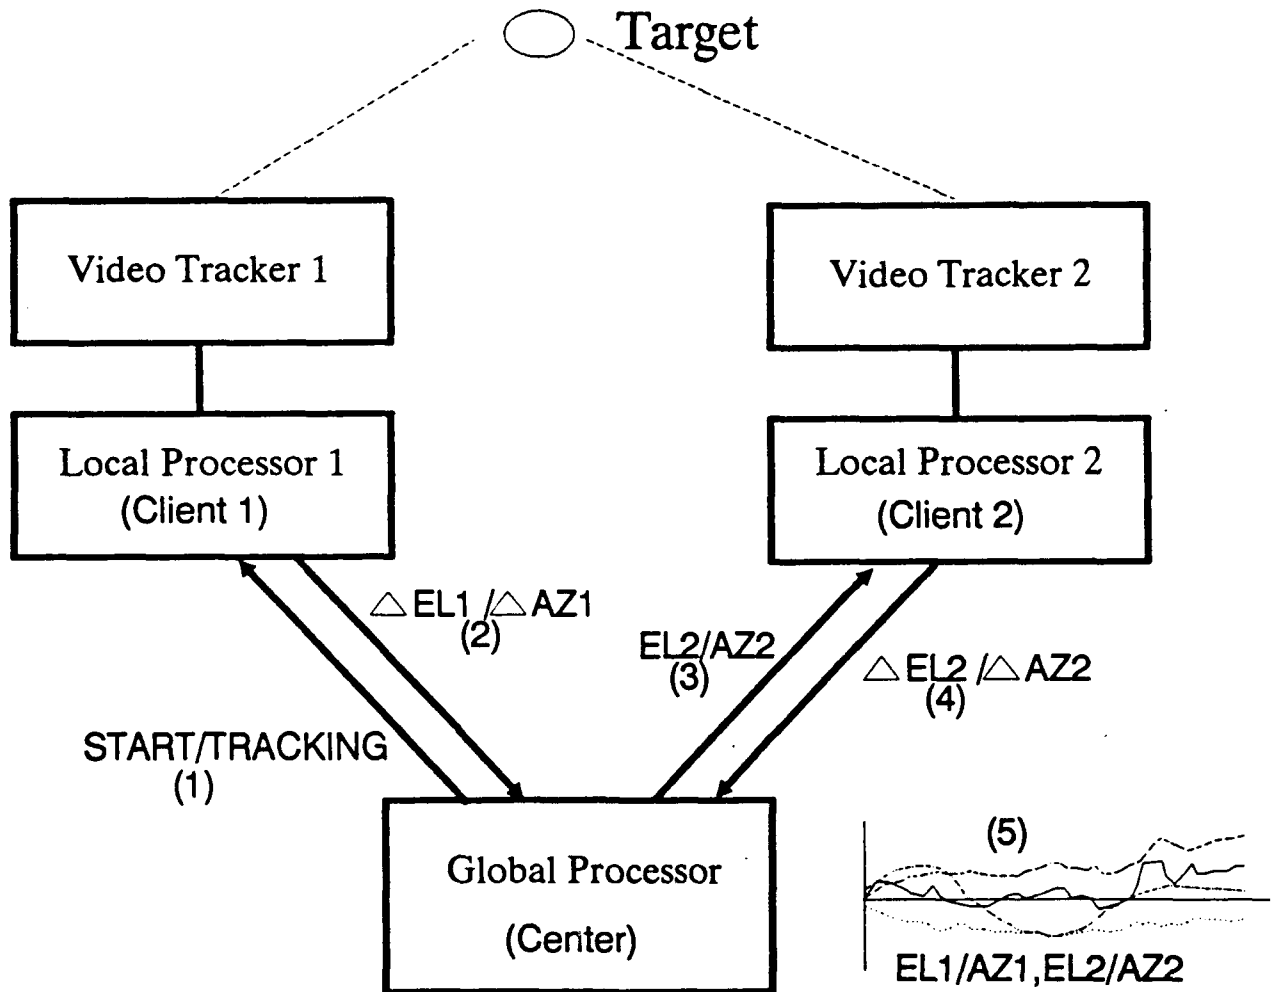 Target
Video Tracker 1
Video Tracker 2
Local Processor 1
(Client 1)
Local Processor 2
(Client 2)
△ EL1 /△ AZ1
(2)
EL2/AZ2
(3)
△ EL2 /△ AZ2
(4)
START/TRACKING
(1)
Global Processor
(Center)
(5)
EL1/AZ1,EL2/AZ2